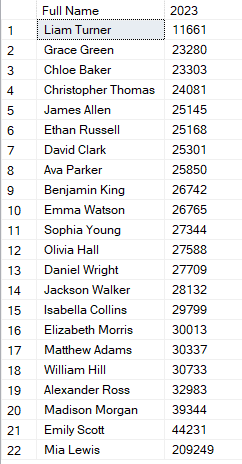 Full Name 2023
1 Liam Turner 11661
2 Grace Green 23280
3 Chloe Baker 23303
4 Christopher Thomas 24081
5 James Allen 25145
6 Ethan Russell 25168
7 David Clark 25301
8 Ava Parker 25850
9 Benjamin King 26742
10 Emma Watson 26765
11 Sophia Young 27344
12 Olivia Hall 27588
13 Daniel Wright 27709
14 Jackson Walker 28132
15 Isabella Collins 29799
16 Elizabeth Morris 30013
17 Matthew Adams 30337
18 William Hill 30733
19 Alexander Ross 32983
20 Madison Morgan 39344
21 Emily Scott 44231
22 Mia Lewis 209249